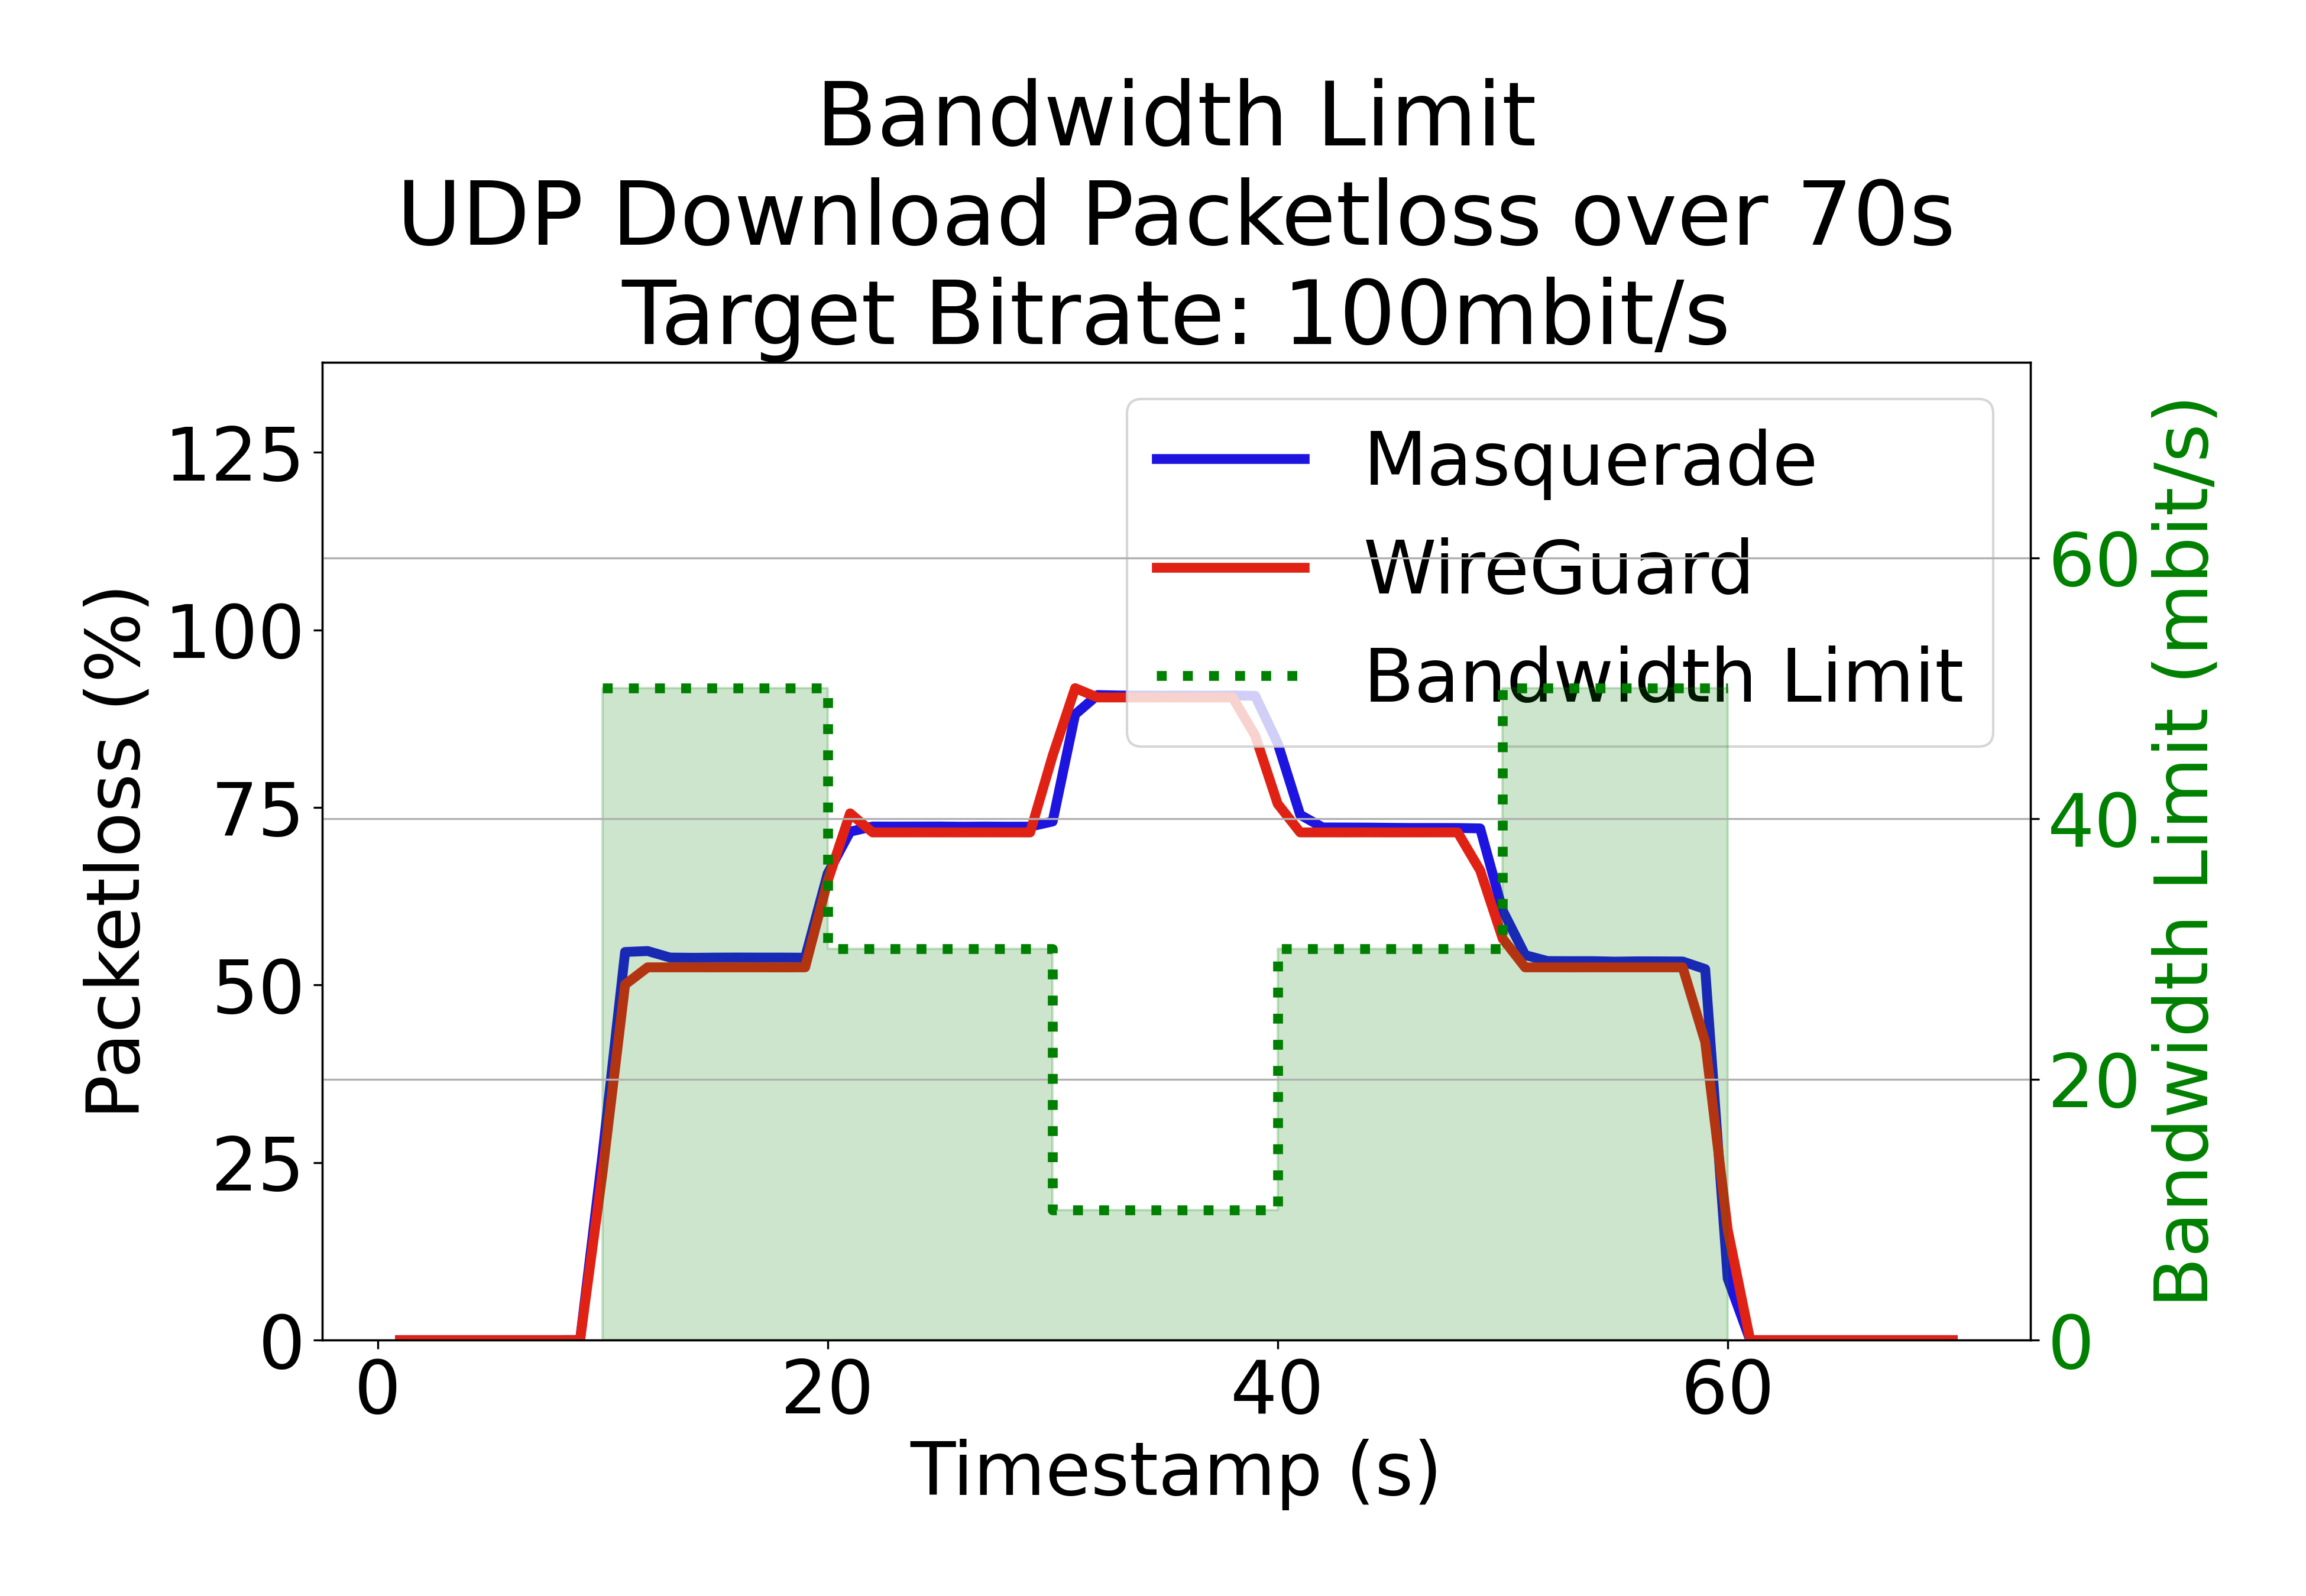 Bandwidth Limit
UDP Download Packetloss over 70s
Target Bitrate: 100mbit/s
Packetloss (%)
125
100
75
50
25
0
Masquerade
WireGuard
Bandwidth Limit
60
40
20
0
Bandwidth Limit (mbit/s)
0 20 40 60
Timestamp (s)